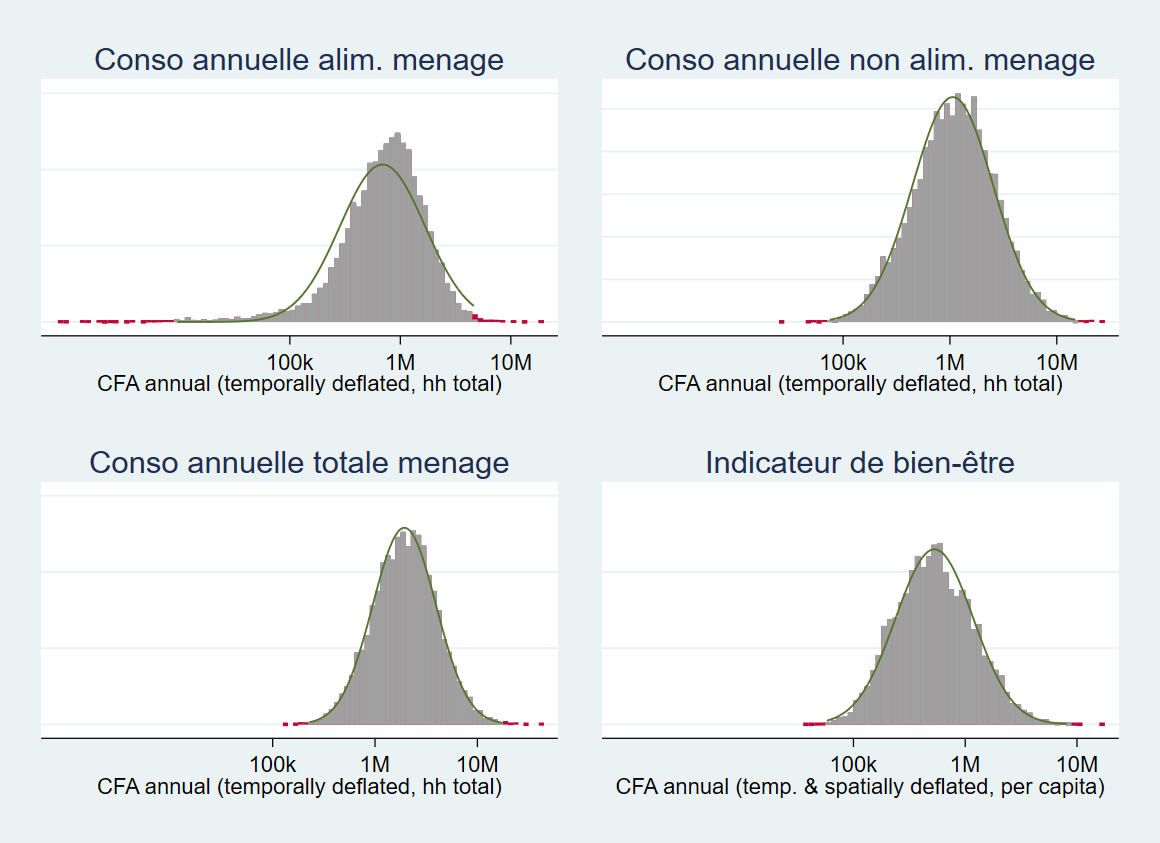 Conso annuelle alim. menage
100k 1M 10M
CFA annual (temporally deflated, hh total)
Conso annuelle non alim. menage
100k 1M 10M
CFA annual (temporally deflated, hh total)
Conso annuelle totale menage
100k 1M 10M
CFA annual (temporally deflated, hh total)
Indicateur de bien-être
100k 1M 10M
CFA annual (temp. & spatially deflated, per capita)